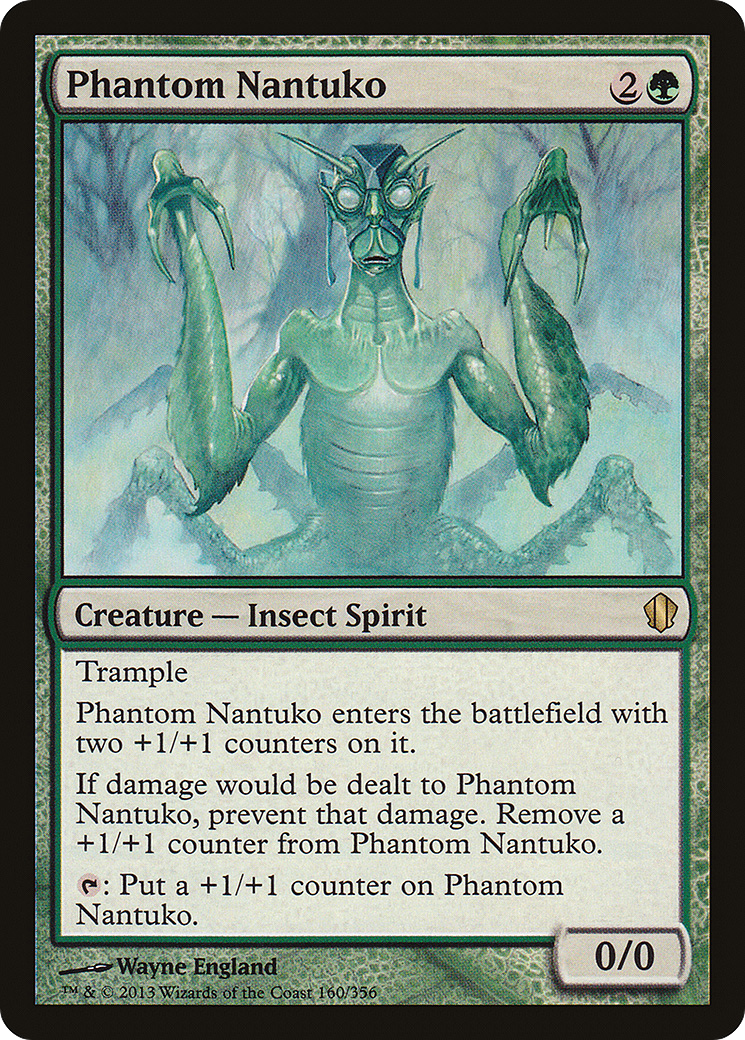 Phantom Nantuko 2
Creature — Insect Spirit
Trample
Phantom Nantuko enters the battlefield with
two +1/+1 counters on it.
If damage would be dealt to Phantom
Nantuko, prevent that damage. Remove a
+1/+1 counter from Phantom Nantuko.
: Put a +1/+1 counter on Phantom
Nantuko.
0/0
Wayne England
™ & © 2013 Wizards of the Coast 160/356